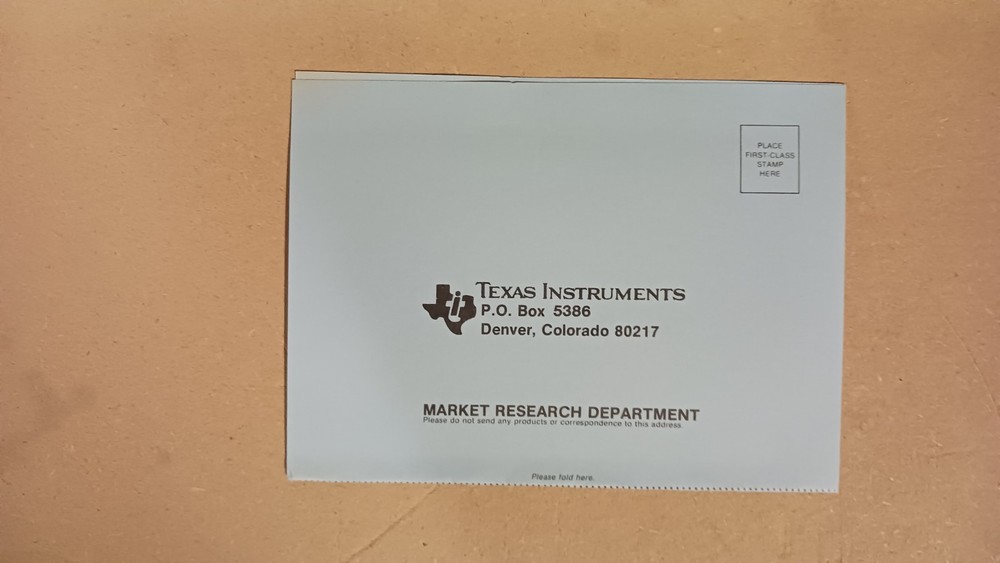 PLACE
FIRST-CLASS
STAMP
HERE
TEXAS INSTRUMENTS
P.O. Box 5386
Denver, Colorado 80217
MARKET RESEARCH DEPARTMENT
Please do not send any products or correspondence to this address.
Please fold here.